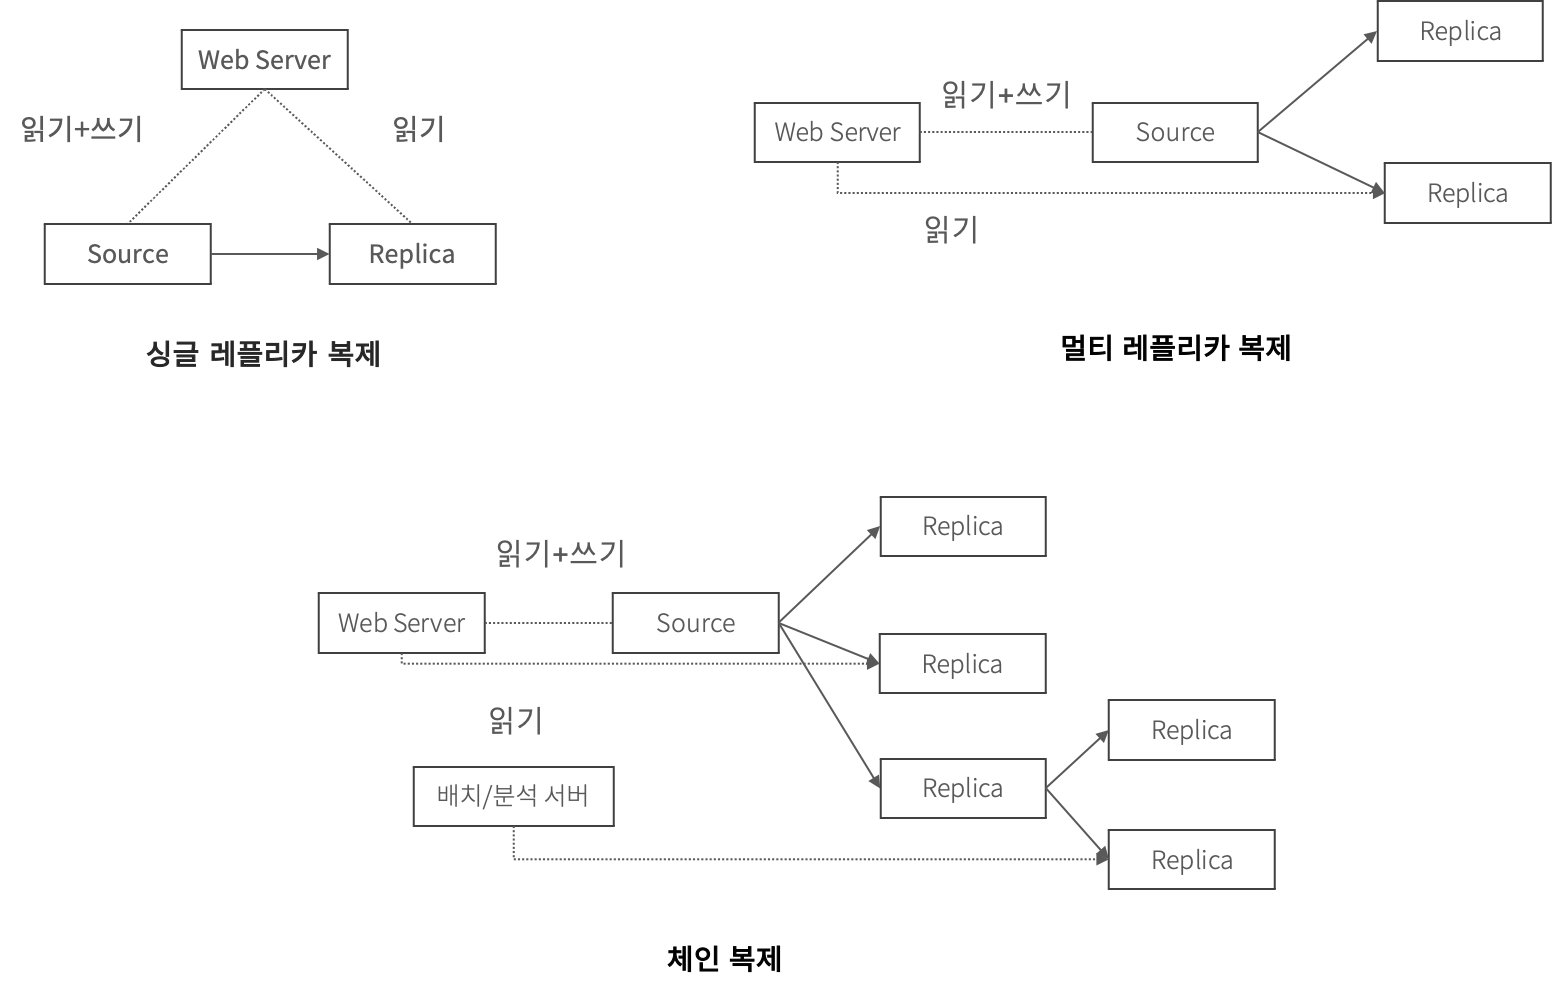 Web Server
읽기+쓰기
읽기
Source
Replica
싱글 레플리카 복제
Replica
읽기+쓰기
Web Server
Source
Replica
읽기
멀티 레플리카 복제
Replica
읽기+쓰기
Web Server
Source
Replica
읽기
Replica
배치/분석 서버
Replica
Replica
체인 복제